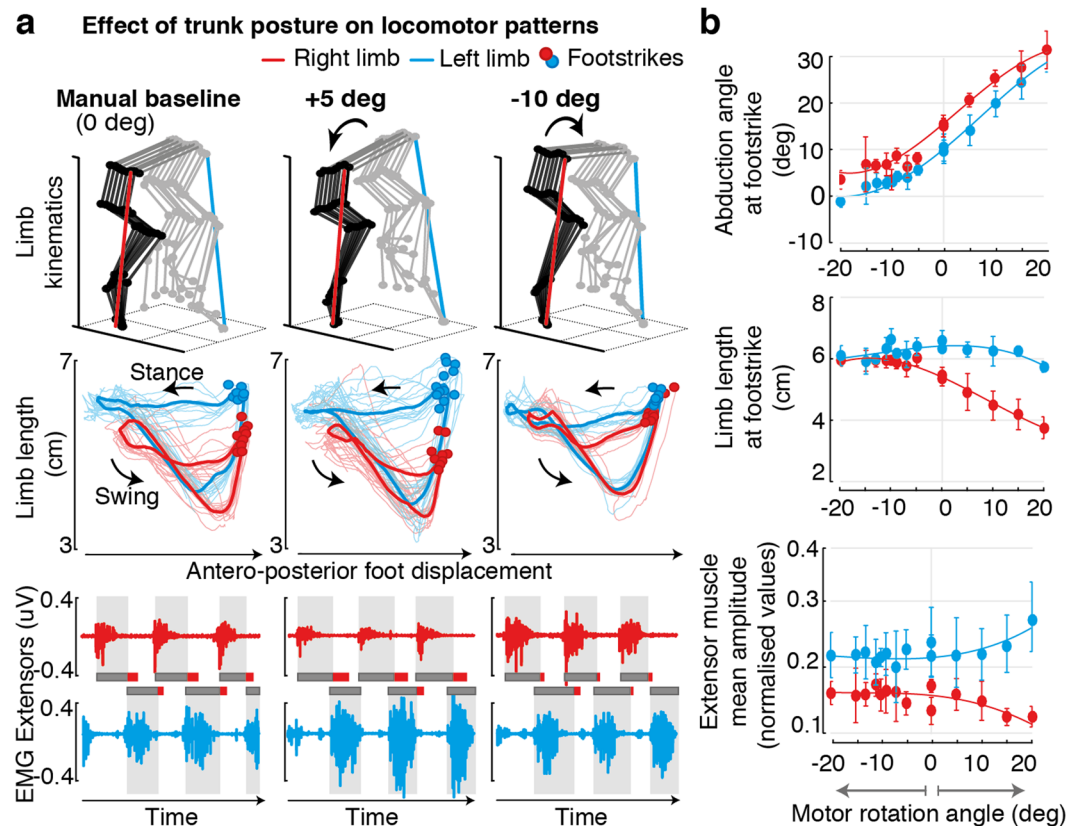 a
Effect of trunk posture on locomotor patterns
Right limb Left limb Footstrikes
Manual baseline
(0 deg)
+5 deg
-10 deg
Limb
kinematics
7
Limb length
(cm)
3
Stance
Swing
Antero-posterior foot displacement
EMG Extensors (uV)
0.4
-0.4
0.4
-0.4
Time Time Time
b
Abduction angle
at footstrike
(deg)
30
20
10
0
-10
-20 -10 0 10 20
Limb length
at footstrike
(cm)
8
6
4
2
-20 -10 0 10 20
Extensor muscle
mean amplitude
(normalised values)
0.4
0.3
0.2
0.1
-20 -10 0 10 20
Motor rotation angle (deg)